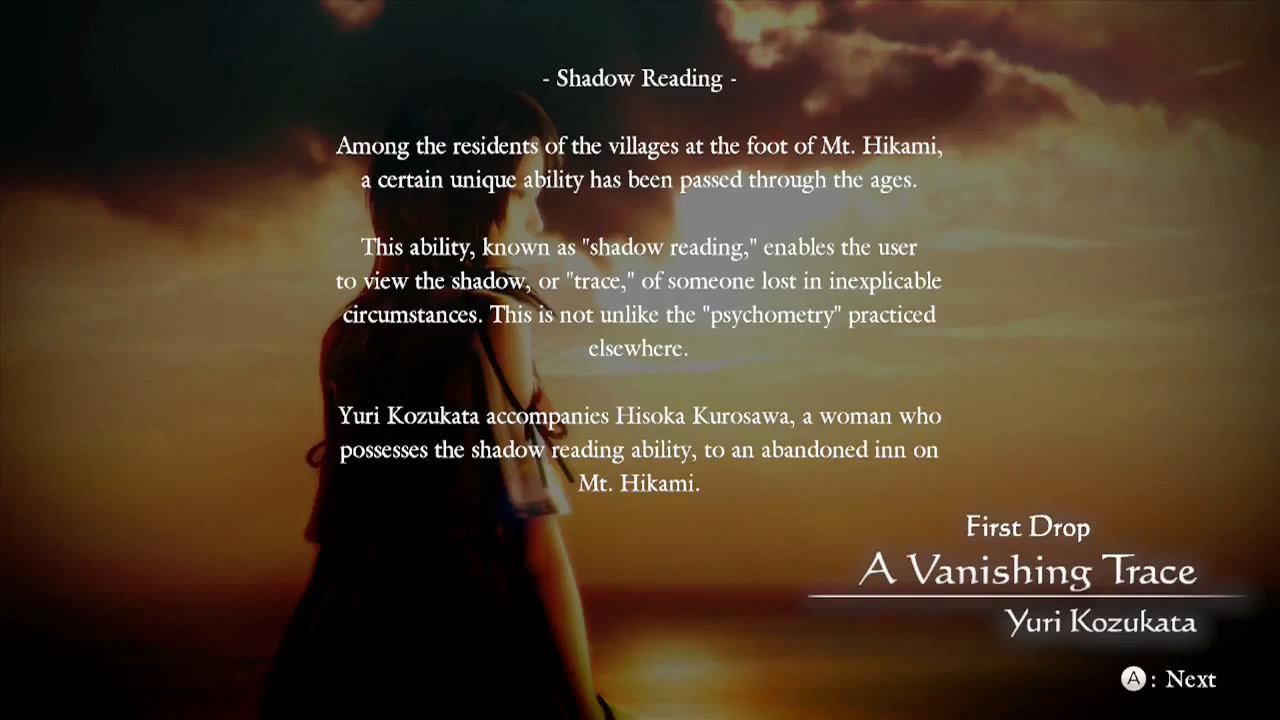 - Shadow Reading -
Among the residents of the villages at the foot of Mt. Hikami,
a certain unique ability has been passed through the ages.
This ability, known as "shadow reading," enables the user
to view the shadow, or "trace," of someone lost in inexplicable
circumstances. This is not unlike the "psychometry" practiced
elsewhere.
Yuri Kozukata accompanies Hisoka Kurosawa, a woman who
possesses the shadow reading ability, to an abandoned inn on
Mt. Hikami.
First Drop
A Vanishing Trace
Yuri Kozukata
A: Next